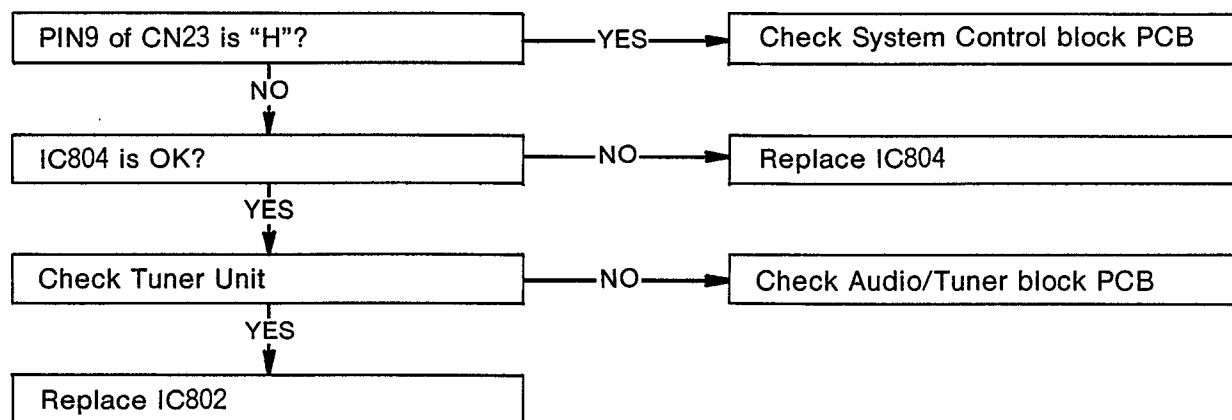 PIN9 of CN23 is “H”?
YES
Check System Control block PCB
NO
IC804 is OK?
NO
Replace IC804
YES
Check Tuner Unit
NO
Check Audio/Tuner block PCB
YES
Replace IC802